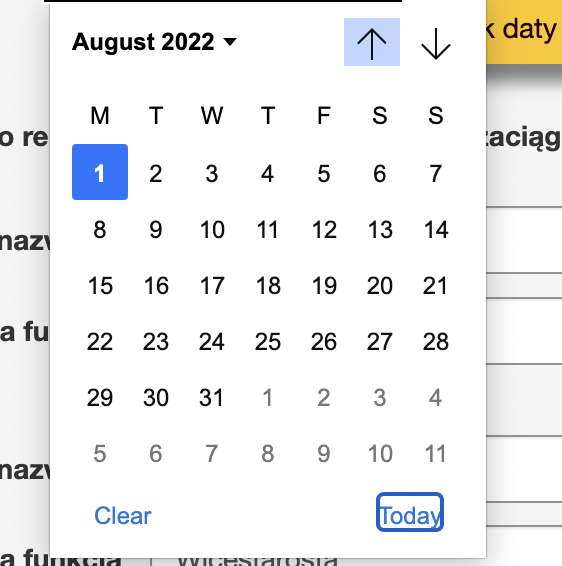 August 2022
k daty
M T W T F S S
o re
zaciąg
1 2 3 4 5 6 7
8 9 10 11 12 13 14
nazw
15 16 17 18 19 20 21
a fu
22 23 24 25 26 27 28
29 30 31 1 2 3 4
5 6 7 8 9 10 11
nazw
Clear Today
a funkcja Wicestarosta